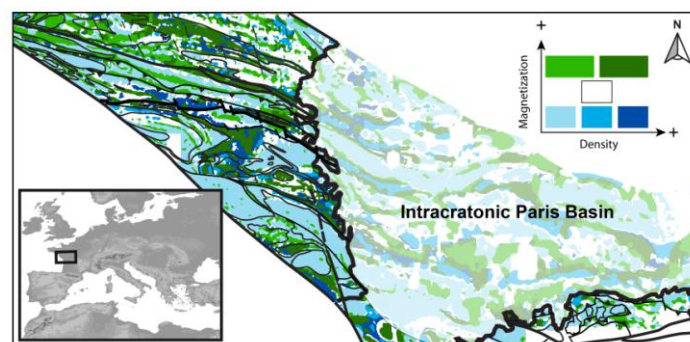 +
N
Magnetization
+
Density
Intracratonic Paris Basin